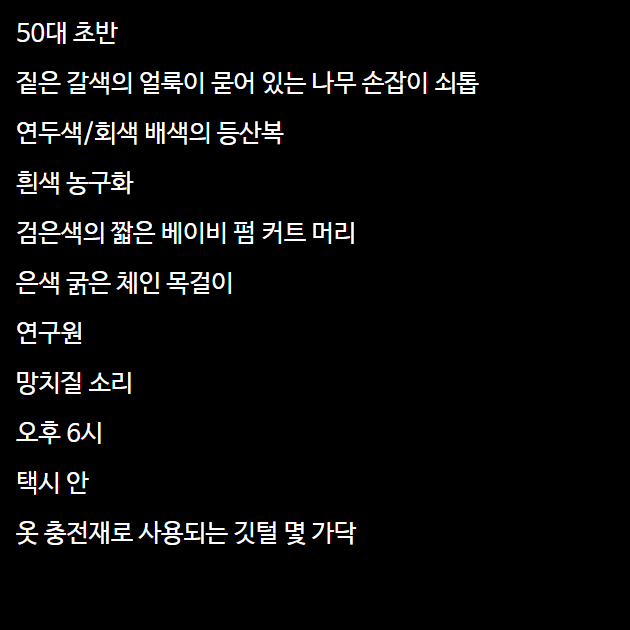 50대 초반
짙은 갈색의 얼룩이 묻어 있는 나무 손잡이 쇠톱
연두색/회색 배색의 등산복
흰색 농구화
검은색의 짧은 베이비 펌 커트 머리
은색 굵은 체인 목걸이
연구원
망치질 소리
오후 6시
택시 안
옷 충전재로 사용되는 깃털 몇 가닥